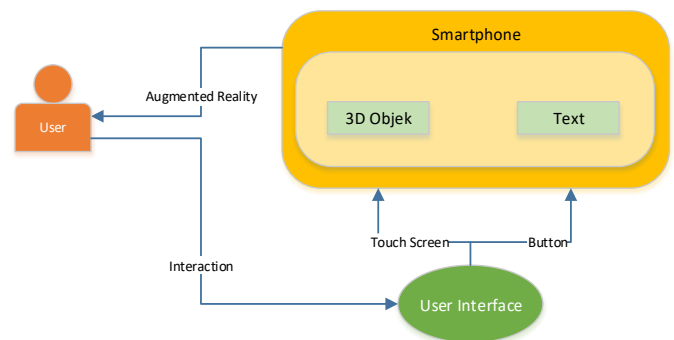 Smartphone
Augmented Reality
3D Objek
Text
User
Touch Screen
Button
Interaction
User Interface